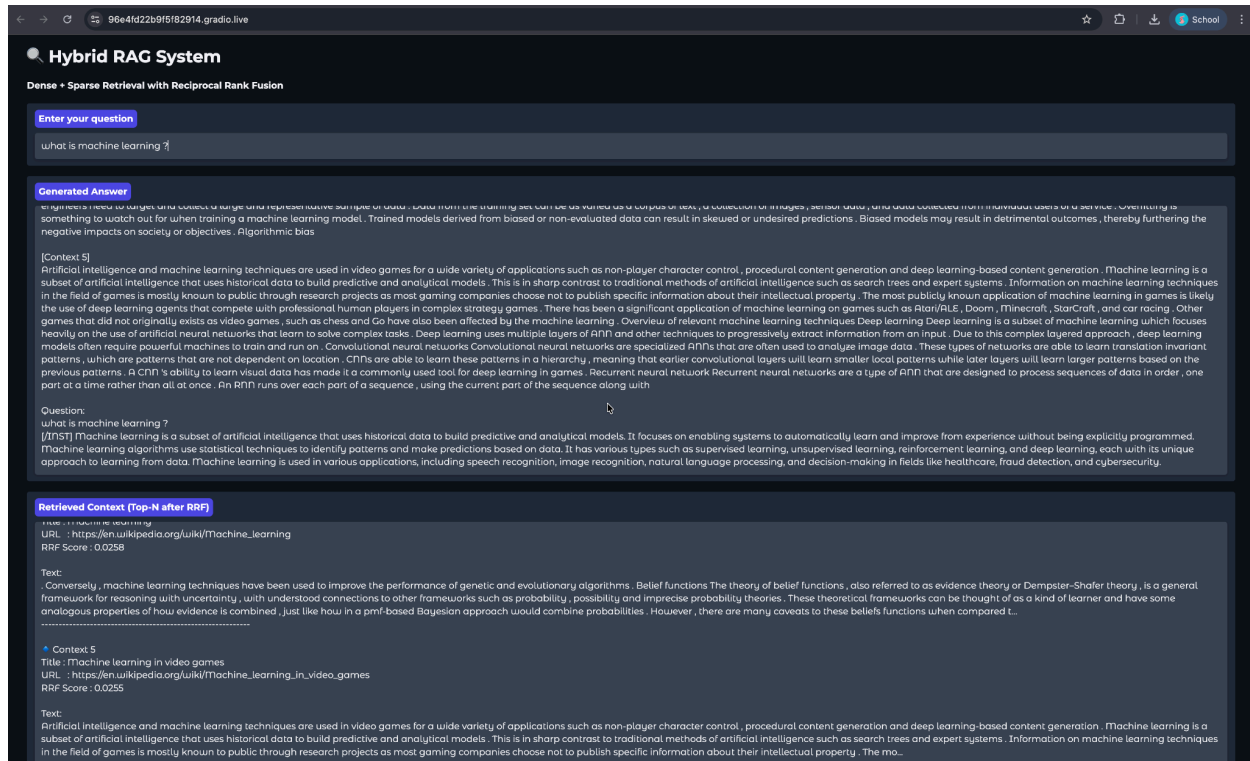 96e4fd22b9f5f82914.gradio.live
School
Hybrid RAG System
Dense + Sparse Retrieval with Reciprocal Rank Fusion
Enter your question
what is machine learning ?
Generated Answer
engineers need to target and collect a large and representative sample of data . Data from the training set can be as varied as a corpus of text , a collection of images , sensor data , and data collected from individual users of a service . Overfitting is
something to watch out for when training a machine learning model . Trained models derived from biased or non-evaluated data can result in skewed or undesired predictions . Biased models may result in detrimental outcomes , thereby furthering the
negative impacts on society or objectives . Algorithmic bias
[Context 5]
Artificial intelligence and machine learning techniques are used in video games for a wide variety of applications such as non-player character control , procedural content generation and deep learning-based content generation . Machine learning is a
subset of artificial intelligence that uses historical data to build predictive and analytical models . This is in sharp contrast to traditional methods of artificial intelligence such as search trees and expert systems . Information on machine learning techniques
in the field of games is mostly known to public through research projects as most gaming companies choose not to publish specific information about their intellectual property . The most publicly known application of machine learning in games is likely
the use of deep learning agents that compete with professional human players in complex strategy games . There has been a significant application of machine learning on games such as Atari/ALE , Doom , Minecraft , StarCraft , and car racing . Other
games that did not originally exists as video games , such as chess and Go have also been affected by the machine learning . Overview of relevant machine learning techniques Deep learning Deep learning is a subset of machine learning which focuses
heavily on the use of artificial neural networks that learn to solve complex tasks . Deep learning uses multiple layers of ANN and other techniques to progressively extract information from an input . Due to this complex layered approach , deep learning
models often require powerful machines to train and run on . Convolutional neural networks Convolutional neural networks are specialized ANNs that are often used to analyze image data . These types of networks are able to learn translation invariant
patterns , which are patterns that are not dependent on location . CNNs are able to learn these patterns in a hierarchy , meaning that earlier convolutional layers will learn smaller local patterns while later layers will learn larger patterns based on the
previous patterns . A CNN 's ability to learn visual data has made it a commonly used tool for deep learning in games . Recurrent neural network Recurrent neural networks are a type of ANN that are designed to process sequences of data in order , one
part at a time rather than all at once . An RNN runs over each part of a sequence , using the current part of the sequence along with
Question:
what is machine learning ?
[/INST] Machine learning is a subset of artificial intelligence that uses historical data to build predictive and analytical models. It focuses on enabling systems to automatically learn and improve from experience without being explicitly programmed.
Machine learning algorithms use statistical techniques to identify patterns and make predictions based on data. It has various types such as supervised learning, unsupervised learning, reinforcement learning, and deep learning, each with its unique
approach to learning from data. Machine learning is used in various applications, including speech recognition, image recognition, natural language processing, and decision-making in fields like healthcare, fraud detection, and cybersecurity.
Retrieved Context (Top-N after RRF)
Title : Machine learning
URL : https://en.wikipedia.org/wiki/Machine_learning
RRF Score : 0.0258
Text:
. Conversely , machine learning techniques have been used to improve the performance of genetic and evolutionary algorithms . Belief functions The theory of belief functions , also referred to as evidence theory or Dempster–Shafer theory , is a general
framework for reasoning with uncertainty , with understood connections to other frameworks such as probability , possibility and imprecise probability theories . These theoretical frameworks can be thought of as a kind of learner and have some
analogous properties of how evidence is combined , just like how in a pmf-based Bayesian approach would combine probabilities . However , there are many caveats to these beliefs functions when compared t...
------------------------------------------------------------
Context 5
Title : Machine learning in video games
URL : https://en.wikipedia.org/wiki/Machine_learning_in_video_games
RRF Score : 0.0255
Text:
Artificial intelligence and machine learning techniques are used in video games for a wide variety of applications such as non-player character control , procedural content generation and deep learning-based content generation . Machine learning is a
subset of artificial intelligence that uses historical data to build predictive and analytical models . This is in sharp contrast to traditional methods of artificial intelligence such as search trees and expert systems . Information on machine learning techniques
in the field of games is mostly known to public through research projects as most gaming companies choose not to publish specific information about their intellectual property . The mo...